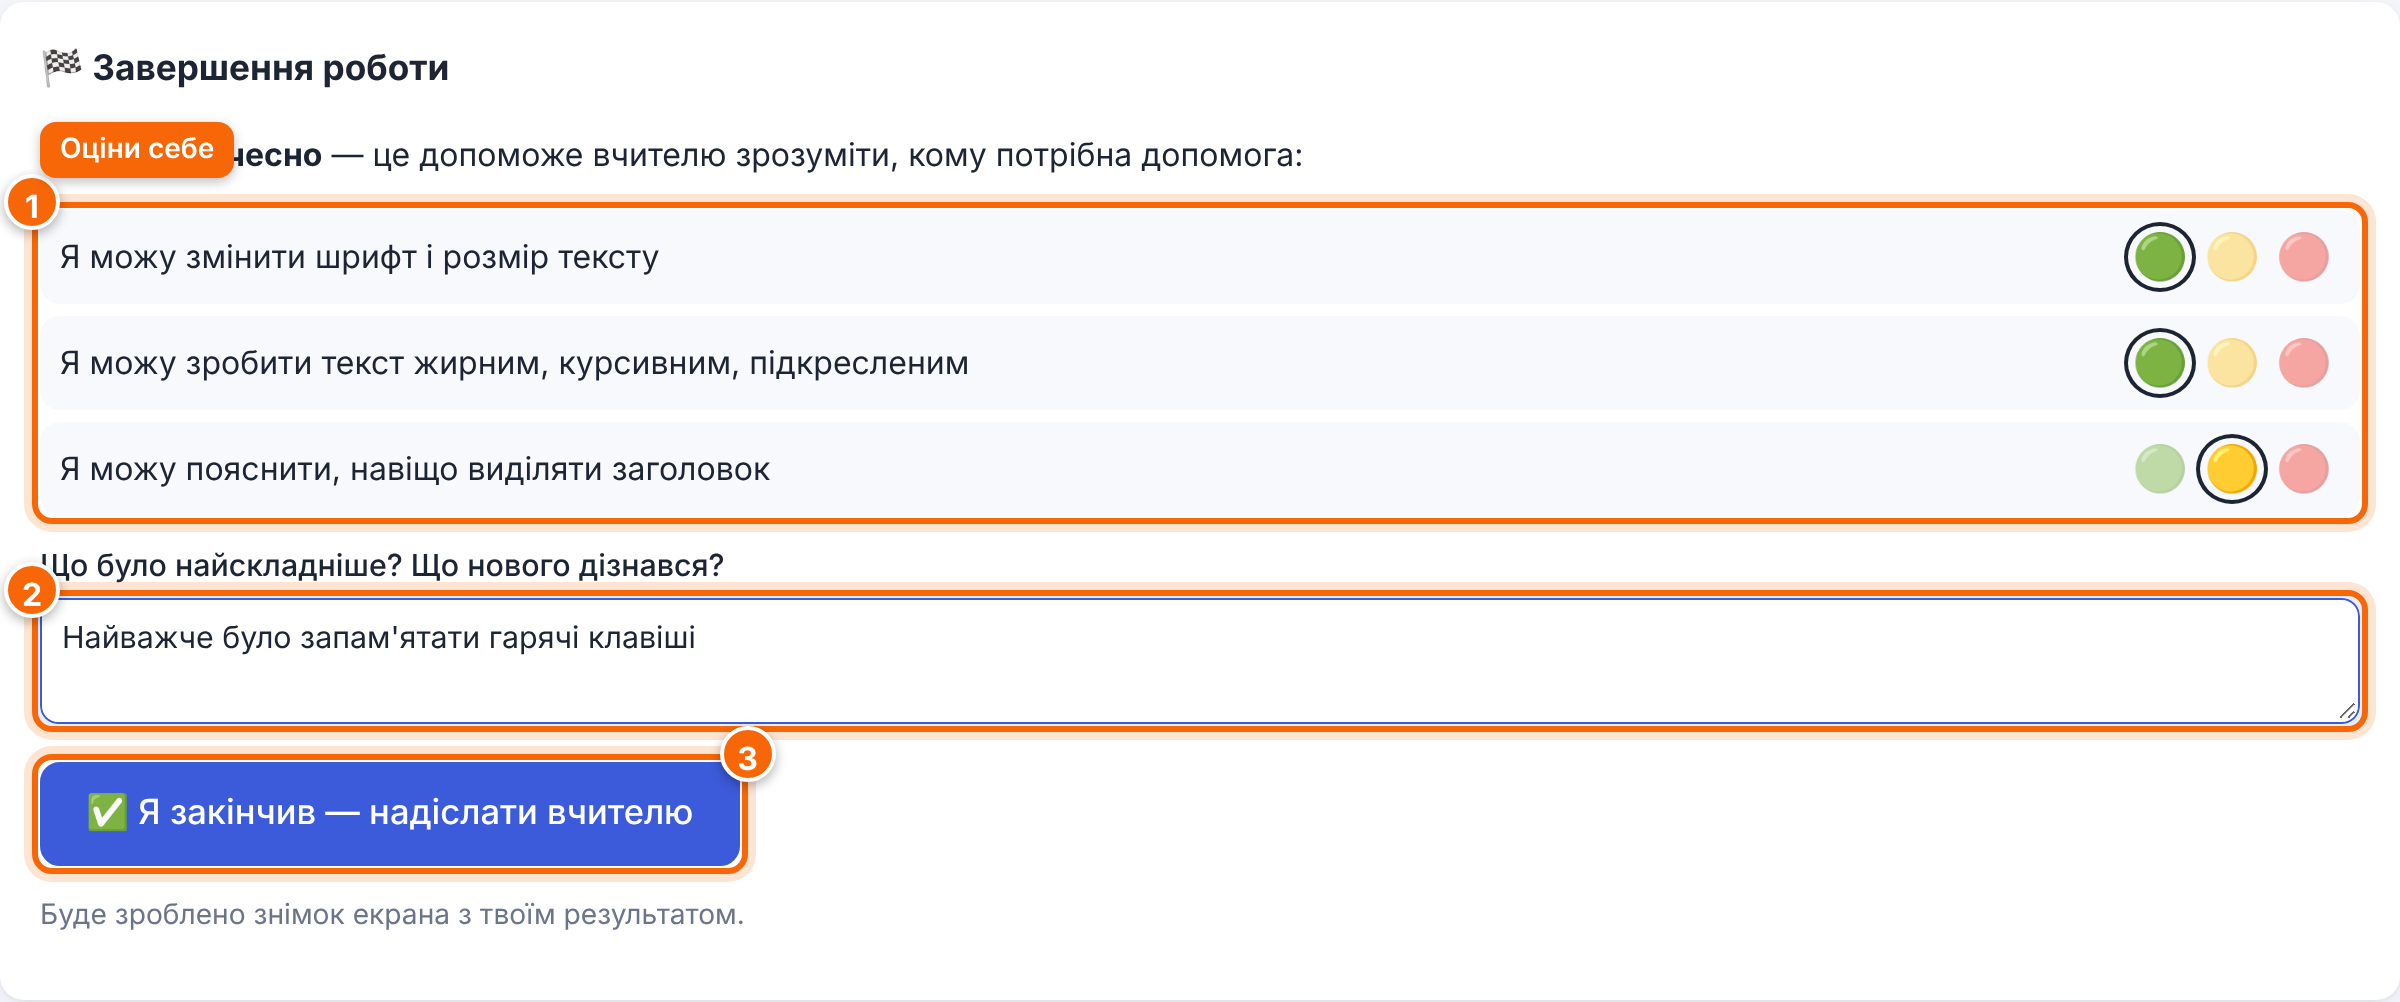 🏁 Завершення роботи
Оціни себе чесно — це допоможе вчителю зрозуміти, кому потрібна допомога:
1
Я можу змінити шрифт і розмір тексту
Я можу зробити текст жирним, курсивним, підкресленим
Я можу пояснити, навіщо виділяти заголовок
Що було найскладніше? Що нового дізнався?
2
Найважче було запам'ятати гарячі клавіші
3
✅ Я закінчив — надіслати вчителю
Буде зроблено знімок екрана з твоїм результатом.